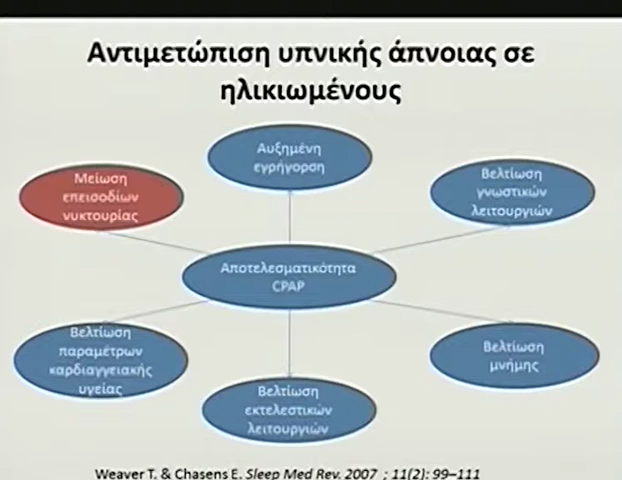 Αντιμετώπιση υπνικής άπνοιας σε
ηλικιωμένους
Αυξημένη
εγρήγορση
Μείωση
επεισοδίων
νυκτουρίας
Βελτίωση
γνωστικών
λειτουργιών
Αποτελεσματικότητα
CPAP
Βελτίωση
παραμέτρων
καρδιαγγειακής
υγείας
Βελτίωση
μνήμης
Βελτίωση
εκτελεστικών
λειτουργιών
Weaver T. & Chasens E. Sleep Med Rev. 2007 ; 11(2): 99–111